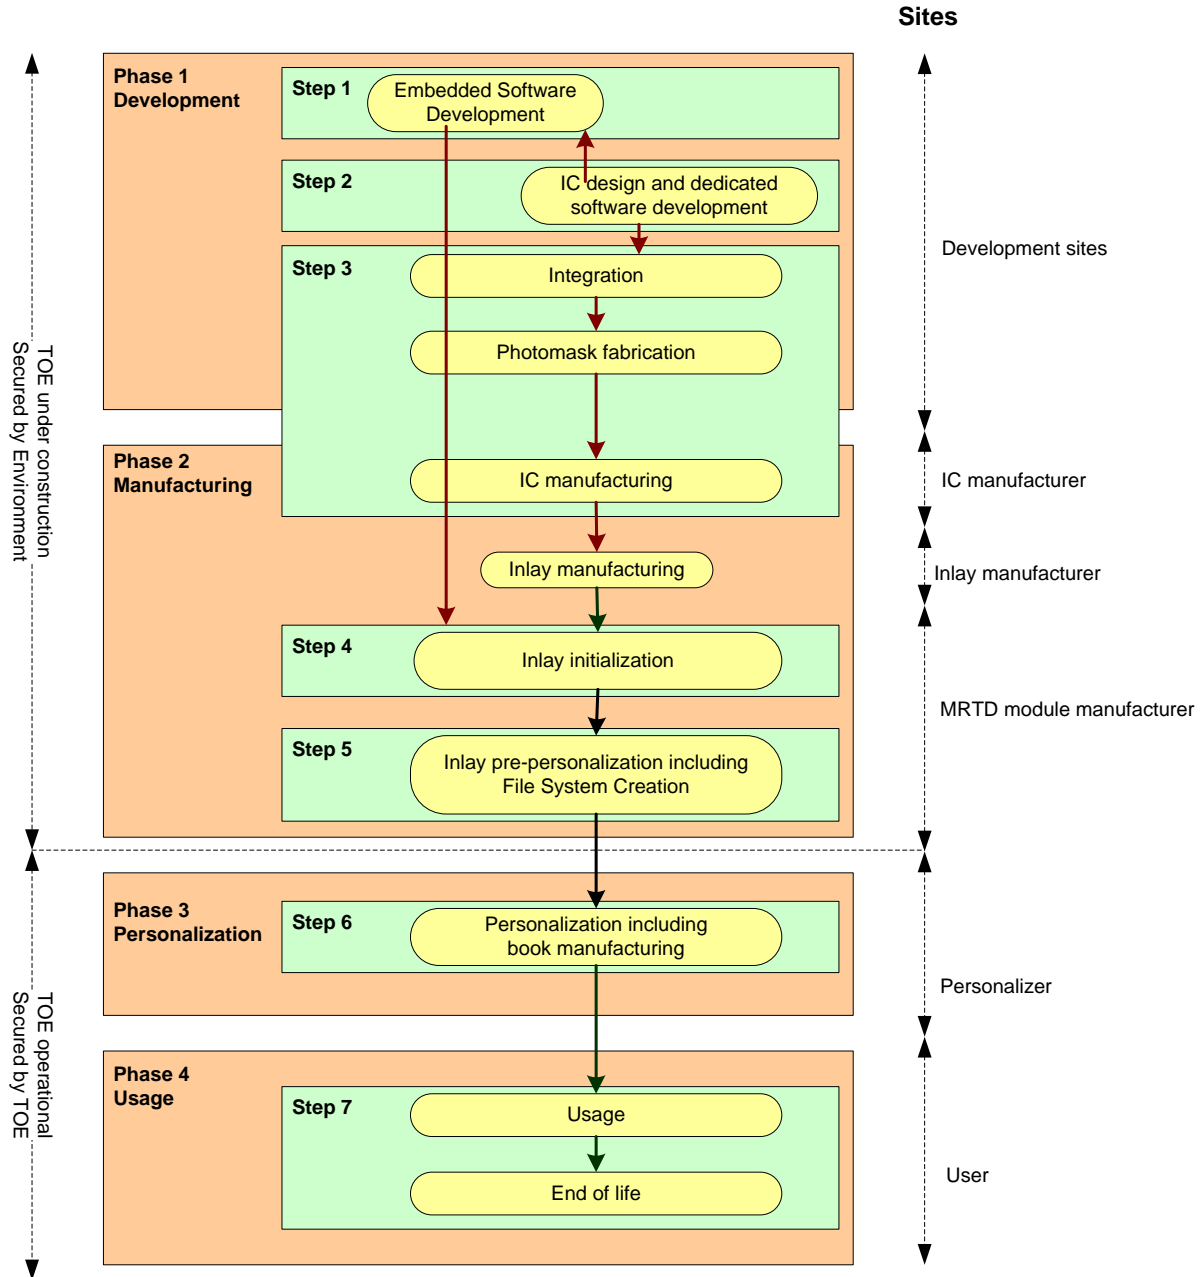 Sites
Phase 1
Development
Step 1
Embedded Software
Development
Step 2
IC design and dedicated
software development
Step 3
Integration
Development sites
Photomask fabrication
TOE under construction
Secured by Environment
Phase 2
Manufacturing
IC manufacturing
IC manufacturer
Inlay manufacturing
Inlay manufacturer
Step 4
Inlay initialization
MRTD module manufacturer
Step 5
Inlay pre-personalization including
File System Creation
Phase 3
Personalization
Step 6
Personalization including
book manufacturing
Personalizer
TOE operational
Secured by TOE
Phase 4
Usage
Step 7
Usage
User
End of life